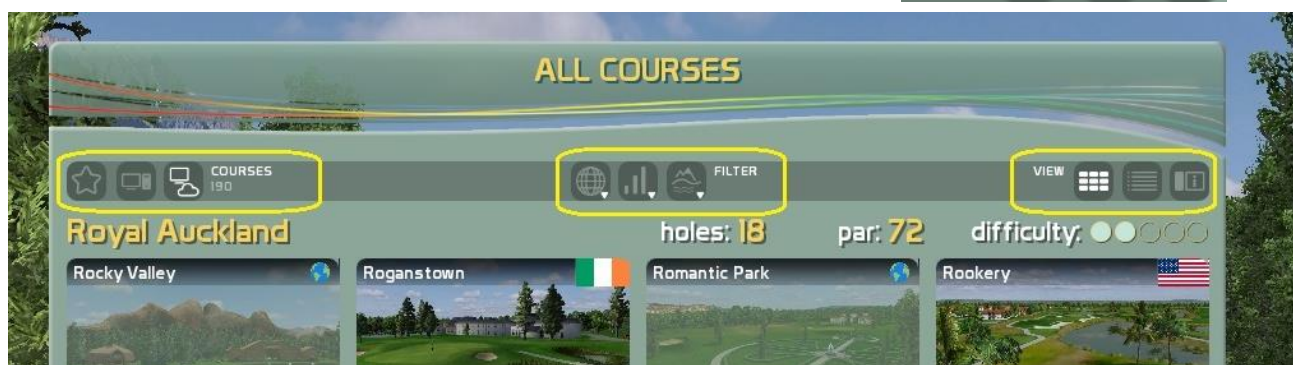 ALL COURSES
COURSES
190
FILTER
VIEW
Royal Auckland holes: 18 par: 72 difficulty:
Rocky Valley
Roganstown
Romantic Park
Rookery